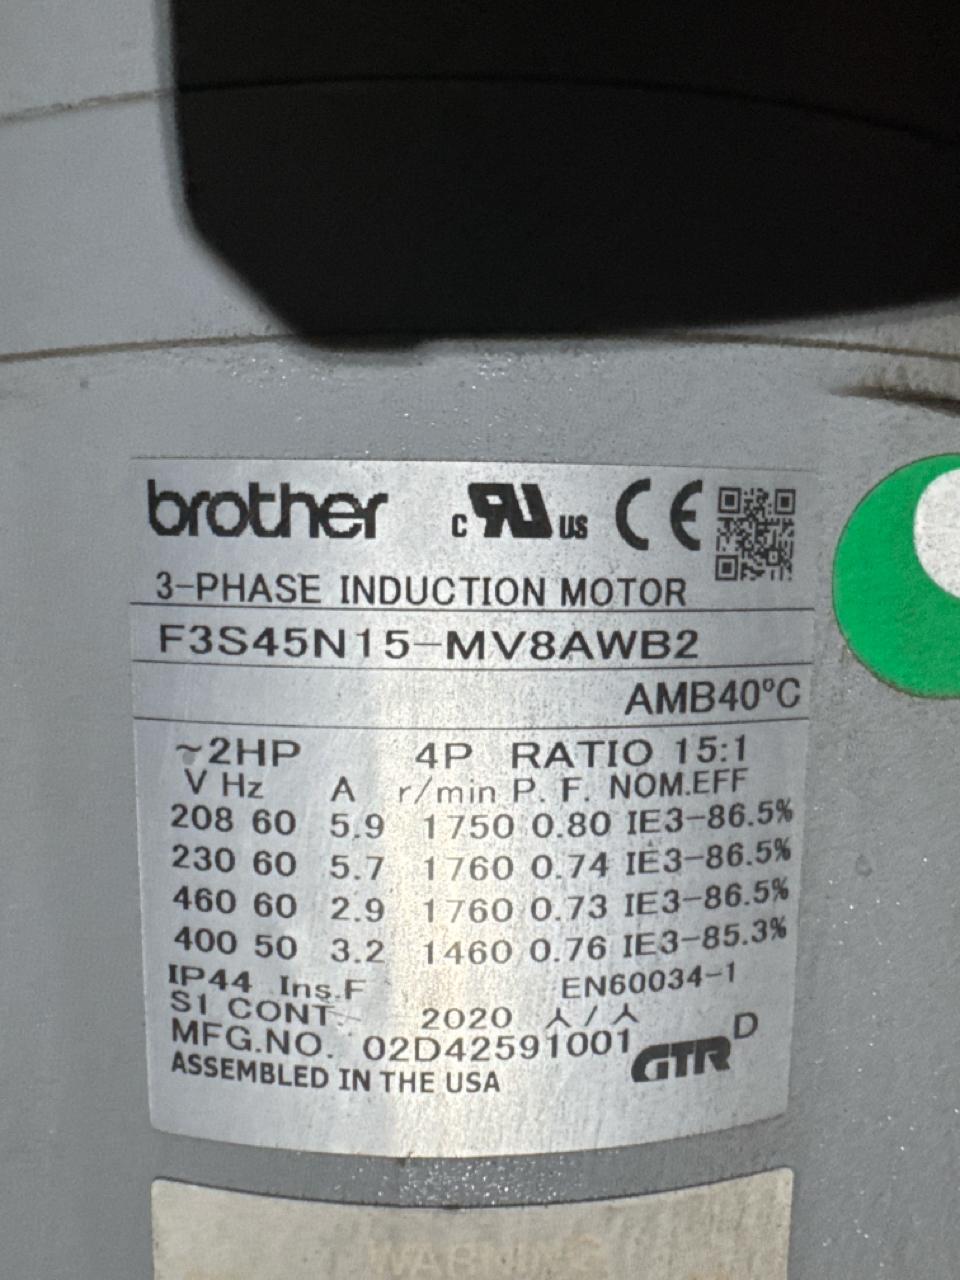 brother c RU US CE
3-PHASE INDUCTION MOTOR
F3S45N15-MV8AWB2
AMB40°C
~2HP 4P RATIO 15:1
V Hz A r/min P. F. NOM.EFF
208 60 5.9 1750 0.80 IE3-86.5%
230 60 5.7 1760 0.74 IE3-86.5%
460 60 2.9 1760 0.73 IE3-86.5%
400 50 3.2 1460 0.76 IE3-85.3%
IP44 Ins.F EN60034-1
S1 CONT 2020 人/人
MFG.NO. 02D42591001 GTR D
ASSEMBLED IN THE USA
WARNING